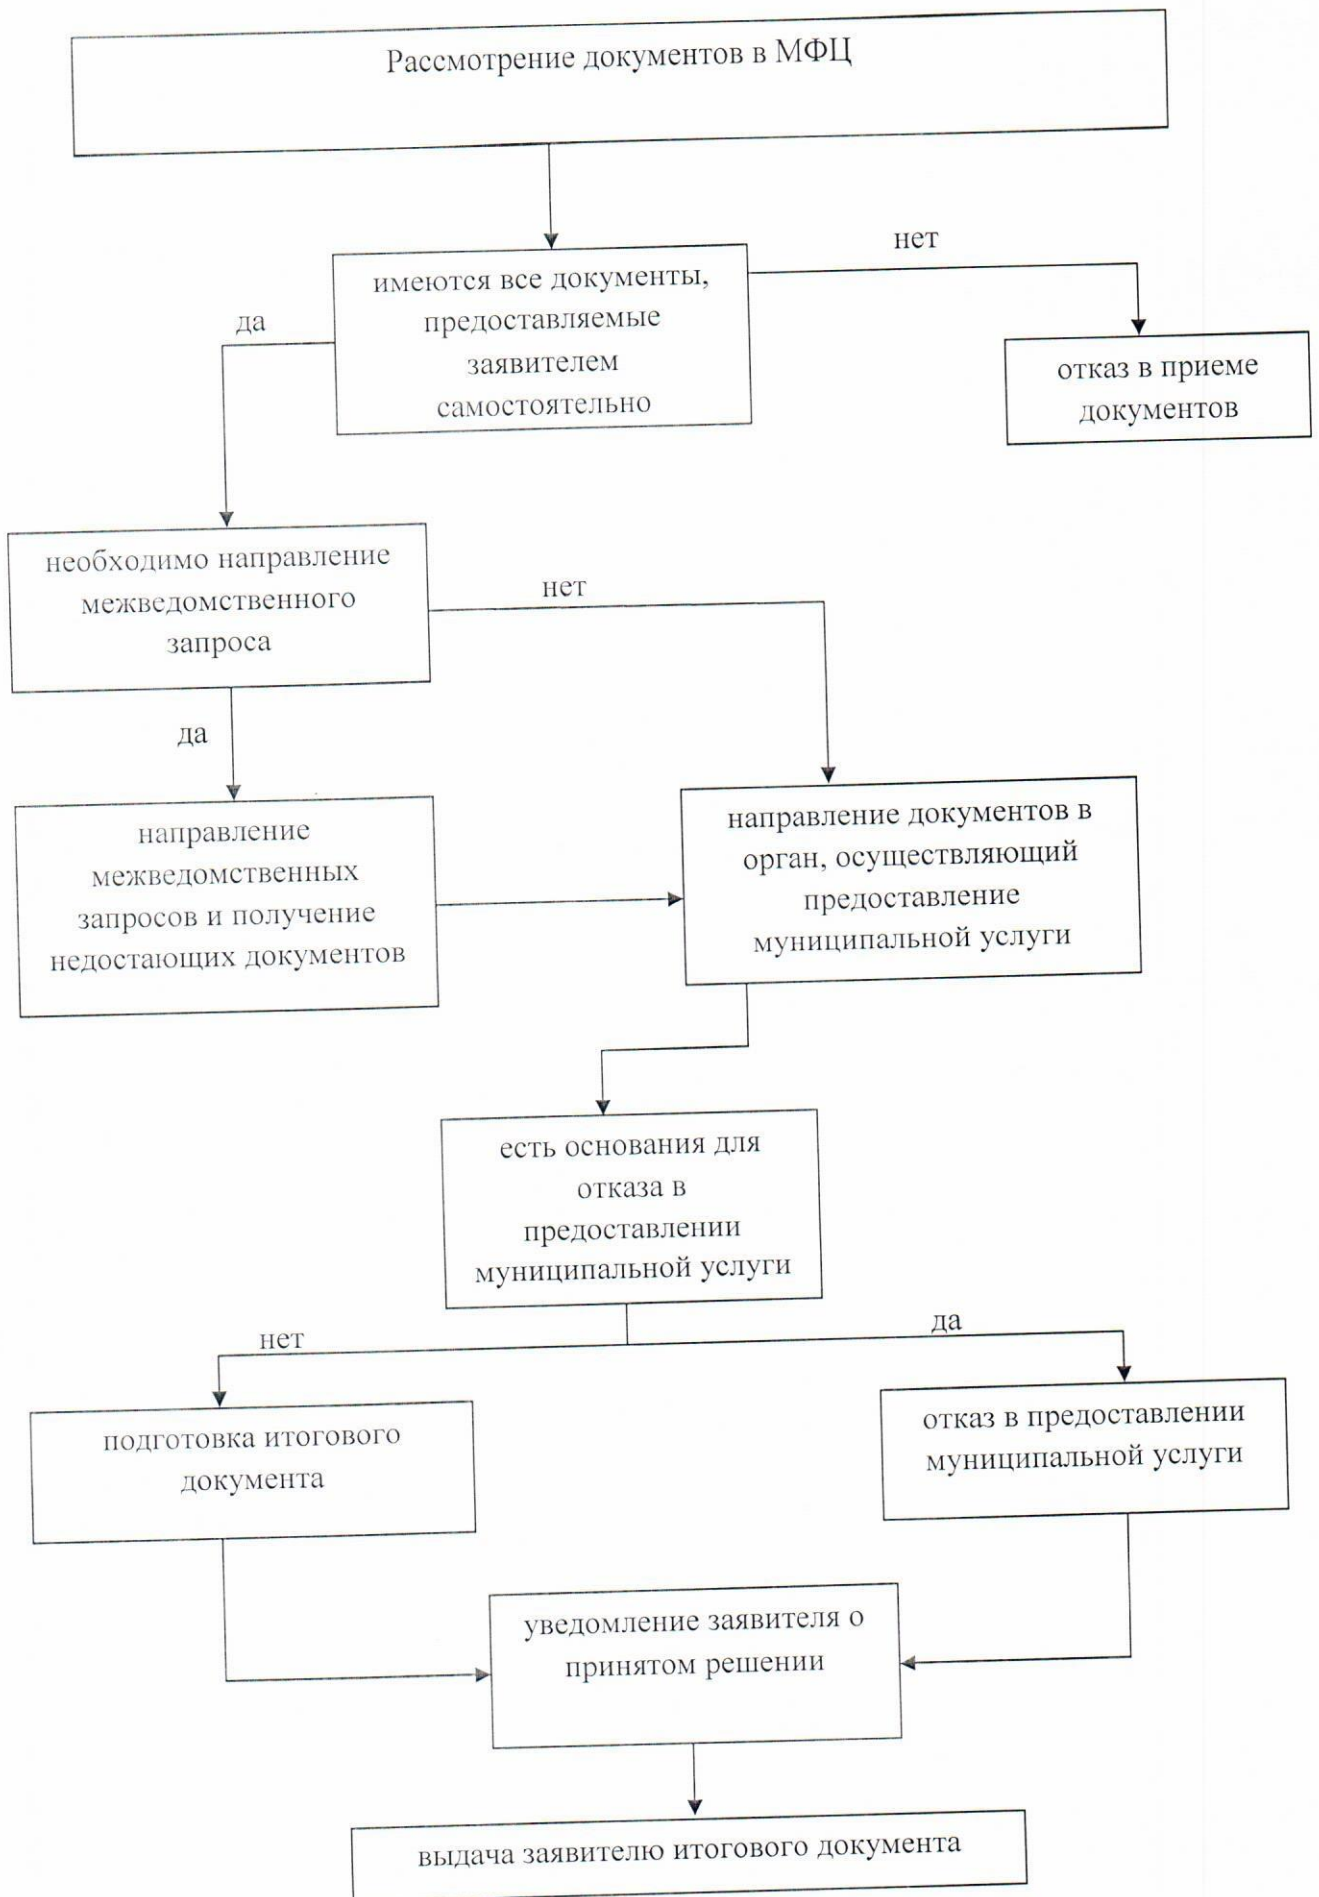 Рассмотрение документов в МФЦ
нет
имеются все документы,
предоставляемые
заявителем
самостоятельно
да
отказ в приеме
документов
необходимо направление
межведомственного
запроса
нет
да
направление
межведомственных
запросов и получение
недостающих документов
направление документов в
орган, осуществляющий
предоставление
муниципальной услуги
есть основания для
отказа в
предоставлении
муниципальной услуги
нет
да
подготовка итогового
документа
отказ в предоставлении
муниципальной услуги
уведомление заявителя о
принятом решении
выдача заявителю итогового документа